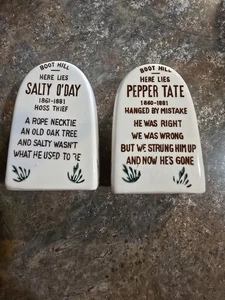 BOOT HILL
HERE LIES
SALTY O'DAY
1861-1881
HOSS THIEF
A ROPE NECKTIE
AN OLD OAK TREE
AND SALTY WASN'T
WHAT HE USED TO BE
BOOT HILL
HERE LIES
PEPPER TATE
1860-1881
HANGED BY MISTAKE
HE WAS RIGHT
WE WAS WRONG
BUT WE STRUNG HIM UP
AND NOW HE'S GONE